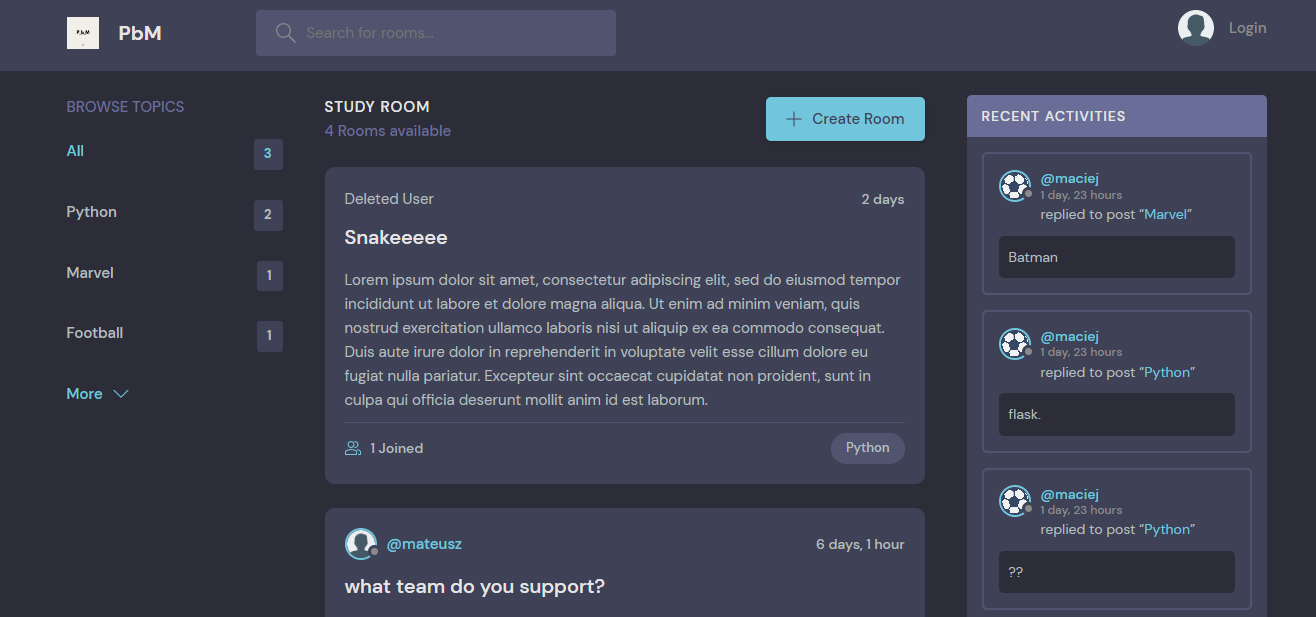 PbM
PbM
Search for rooms...
Login
BROWSE TOPICS
All
3
Python
2
Marvel
1
Football
1
More
STUDY ROOM
4 Rooms available
Create Room
Deleted User
2 days
Snakeeeee
Lorem ipsum dolor sit amet, consectetur adipiscing elit, sed do eiusmod tempor
incididunt ut labore et dolore magna aliqua. Ut enim ad minim veniam, quis
nostrud exercitation ullamco laboris nisi ut aliquip ex ea commodo consequat.
Duis aute irure dolor in reprehenderit in voluptate velit esse cillum dolore eu
fugiat nulla pariatur. Excepteur sint occaecat cupidatat non proident, sunt in
culpa qui officia deserunt mollit anim id est laborum.
1 Joined
Python
@mateusz
6 days, 1 hour
what team do you support?
RECENT ACTIVITIES
@maciej
1 day, 23 hours
replied to post “Marvel”
Batman
@maciej
1 day, 23 hours
replied to post “Python”
flask.
@maciej
1 day, 23 hours
replied to post “Python”
??